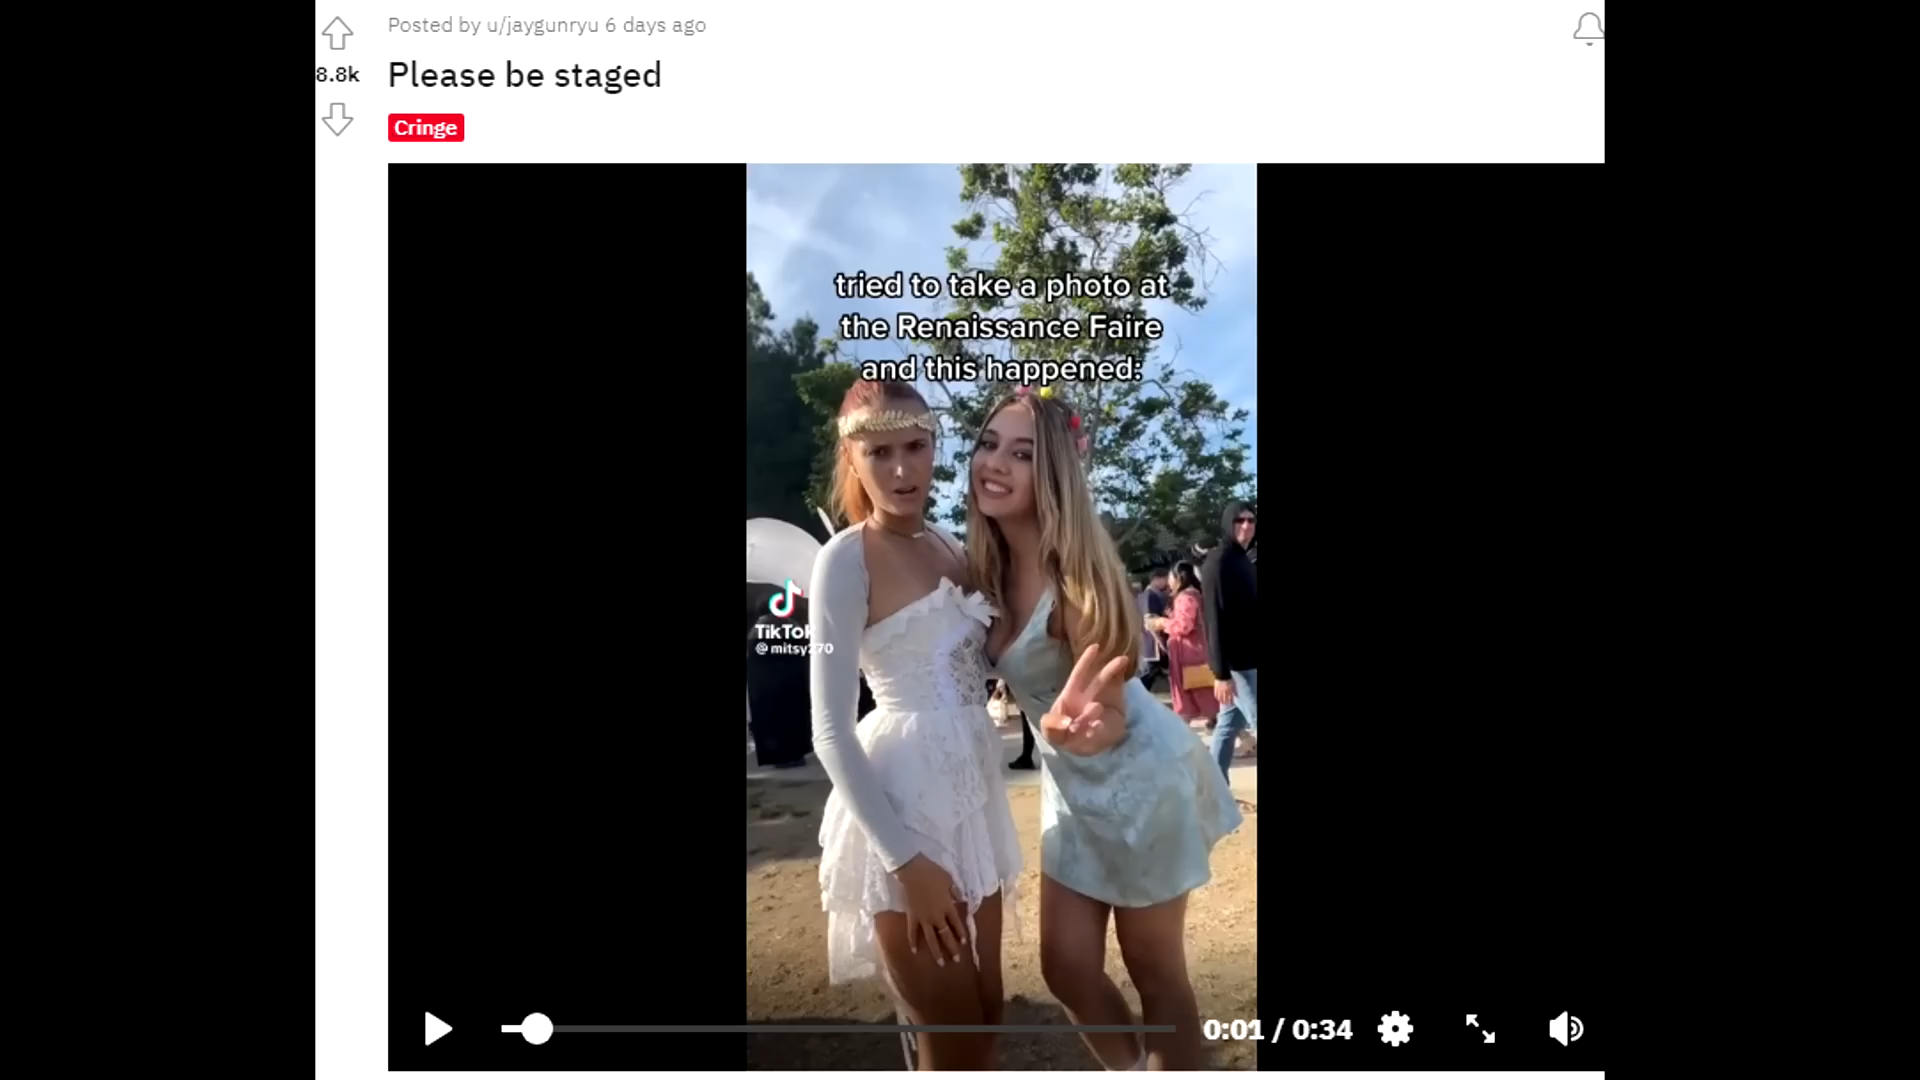 Posted by u/jaygunryu 6 days ago
8.8k
Please be staged
Cringe
tried to take a photo at
the Renaissance Faire
and this happened:
TikTok
@mitsy270
0:01 / 0:34